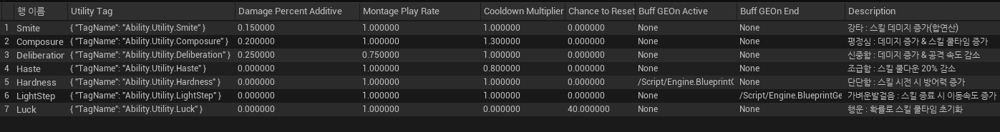 행 이름 Utility Tag Damage Percent Additive Montage Play Rate Cooldown Multiplier Chance to Reset Buff GEOn Active Buff GEOn End Description
1 Smite { "TagName": "Ability.Utility.Smite" } 0.150000 1.000000 1.000000 0.000000 None None 강타 : 스킬 데미지 증가(합연산)
2 Composure { "TagName": "Ability.Utility.Composure" } 0.200000 1.000000 1.300000 0.000000 None None 평정심 : 데미지 증가 & 스킬 쿨타임 증가
3 Deliberation { "TagName": "Ability.Utility.Deliberation" } 0.250000 0.750000 1.000000 0.000000 None None 신중함 : 데미지 증가 & 공격 속도 감소
4 Haste { "TagName": "Ability.Utility.Haste" } 0.000000 1.000000 0.800000 0.000000 None None 조급함 : 스킬 쿨다운 20% 감소
5 Hardness { "TagName": "Ability.Utility.Hardness" } 0.000000 1.000000 1.000000 0.000000 /Script/Engine.Blueprint None 단단함 : 스킬 시전 시 방어력 증가
6 LightStep { "TagName": "Ability.Utility.LightStep" } 0.000000 1.000000 1.000000 0.000000 None /Script/Engine.BlueprintGe 가벼운발걸음 : 스킬 종료 시 이동속도 증가
7 Luck { "TagName": "Ability.Utility.Luck" } 0.000000 1.000000 0.000000 40.000000 None None 행운 : 확률로 스킬 쿨타임 초기화